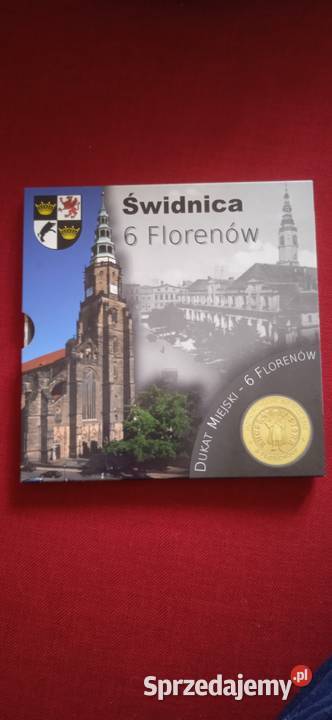 Świdnica
6 Florenów
DUKAT MIEJSKI - 6 FLORENÓW
Sprzedajemy.pl